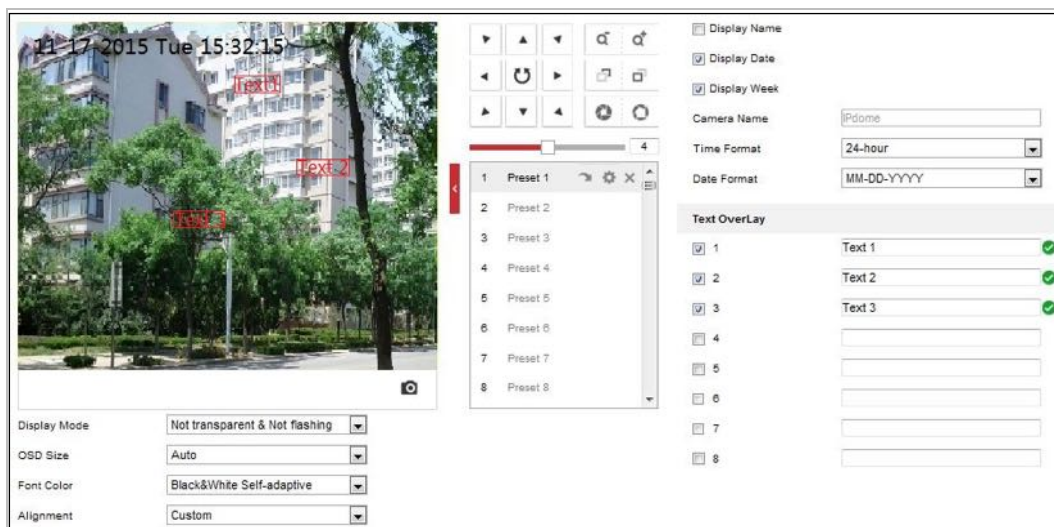 11-17-2015 Tue 15:32:15
Text 1
Text 2
Text 3
Display Mode
Not transparent & Not flashing
OSD Size
Auto
Font Color
Black&White Self-adaptive
Alignment
Custom
4
1 Preset 1
2 Preset 2
3 Preset 3
4 Preset 4
5 Preset 5
6 Preset 6
7 Preset 7
8 Preset 8
Display Name
Display Date
Display Week
Camera Name IPdome
Time Format 24-hour
Date Format MM-DD-YYYY
Text OverLay
1 Text 1
2 Text 2
3 Text 3
4
5
6
7
8